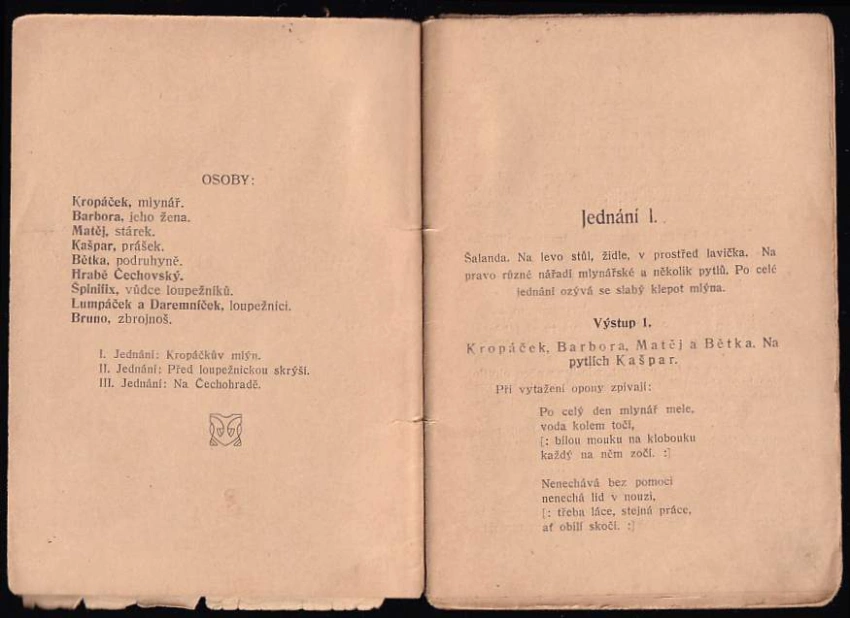 OSOBY:
Kropáček, mlynář.
Barbora, jeho žena.
Matěj, stárek.
Kašpar, prášek.
Bětka, podruhyně.
Hrabě Čechovský.
Špinifix, vůdce loupežníků.
Lumpáček a Daremníček, loupežníci.
Bruno, zbrojnoš.
I. Jednání: Kropáčkův mlýn.
II. Jednání: Před loupežnickou skrýší.
III. Jednání: Na Čechohradě.
Jednání I.
Šalanda. Na levo stůl, židle, v prostřed lavička. Na
pravo různé nářadí mlynářské a několik pytlů. Po celé
jednání ozývá se slabý klepot mlýna.
Výstup 1.
Kropáček, Barbora, Matěj a Bětka. Na
pytlích Kašpar.
Při vytažení opony zpívají:
Po celý den mlynář mele,
voda kolem točí,
[: bílou mouku na klobouku
každý na něm zočí. :]
Nenechává bez pomoci
nenechá lid v nouzi,
[: třeba láce, stejná práce,
ať obilí skočí. :]